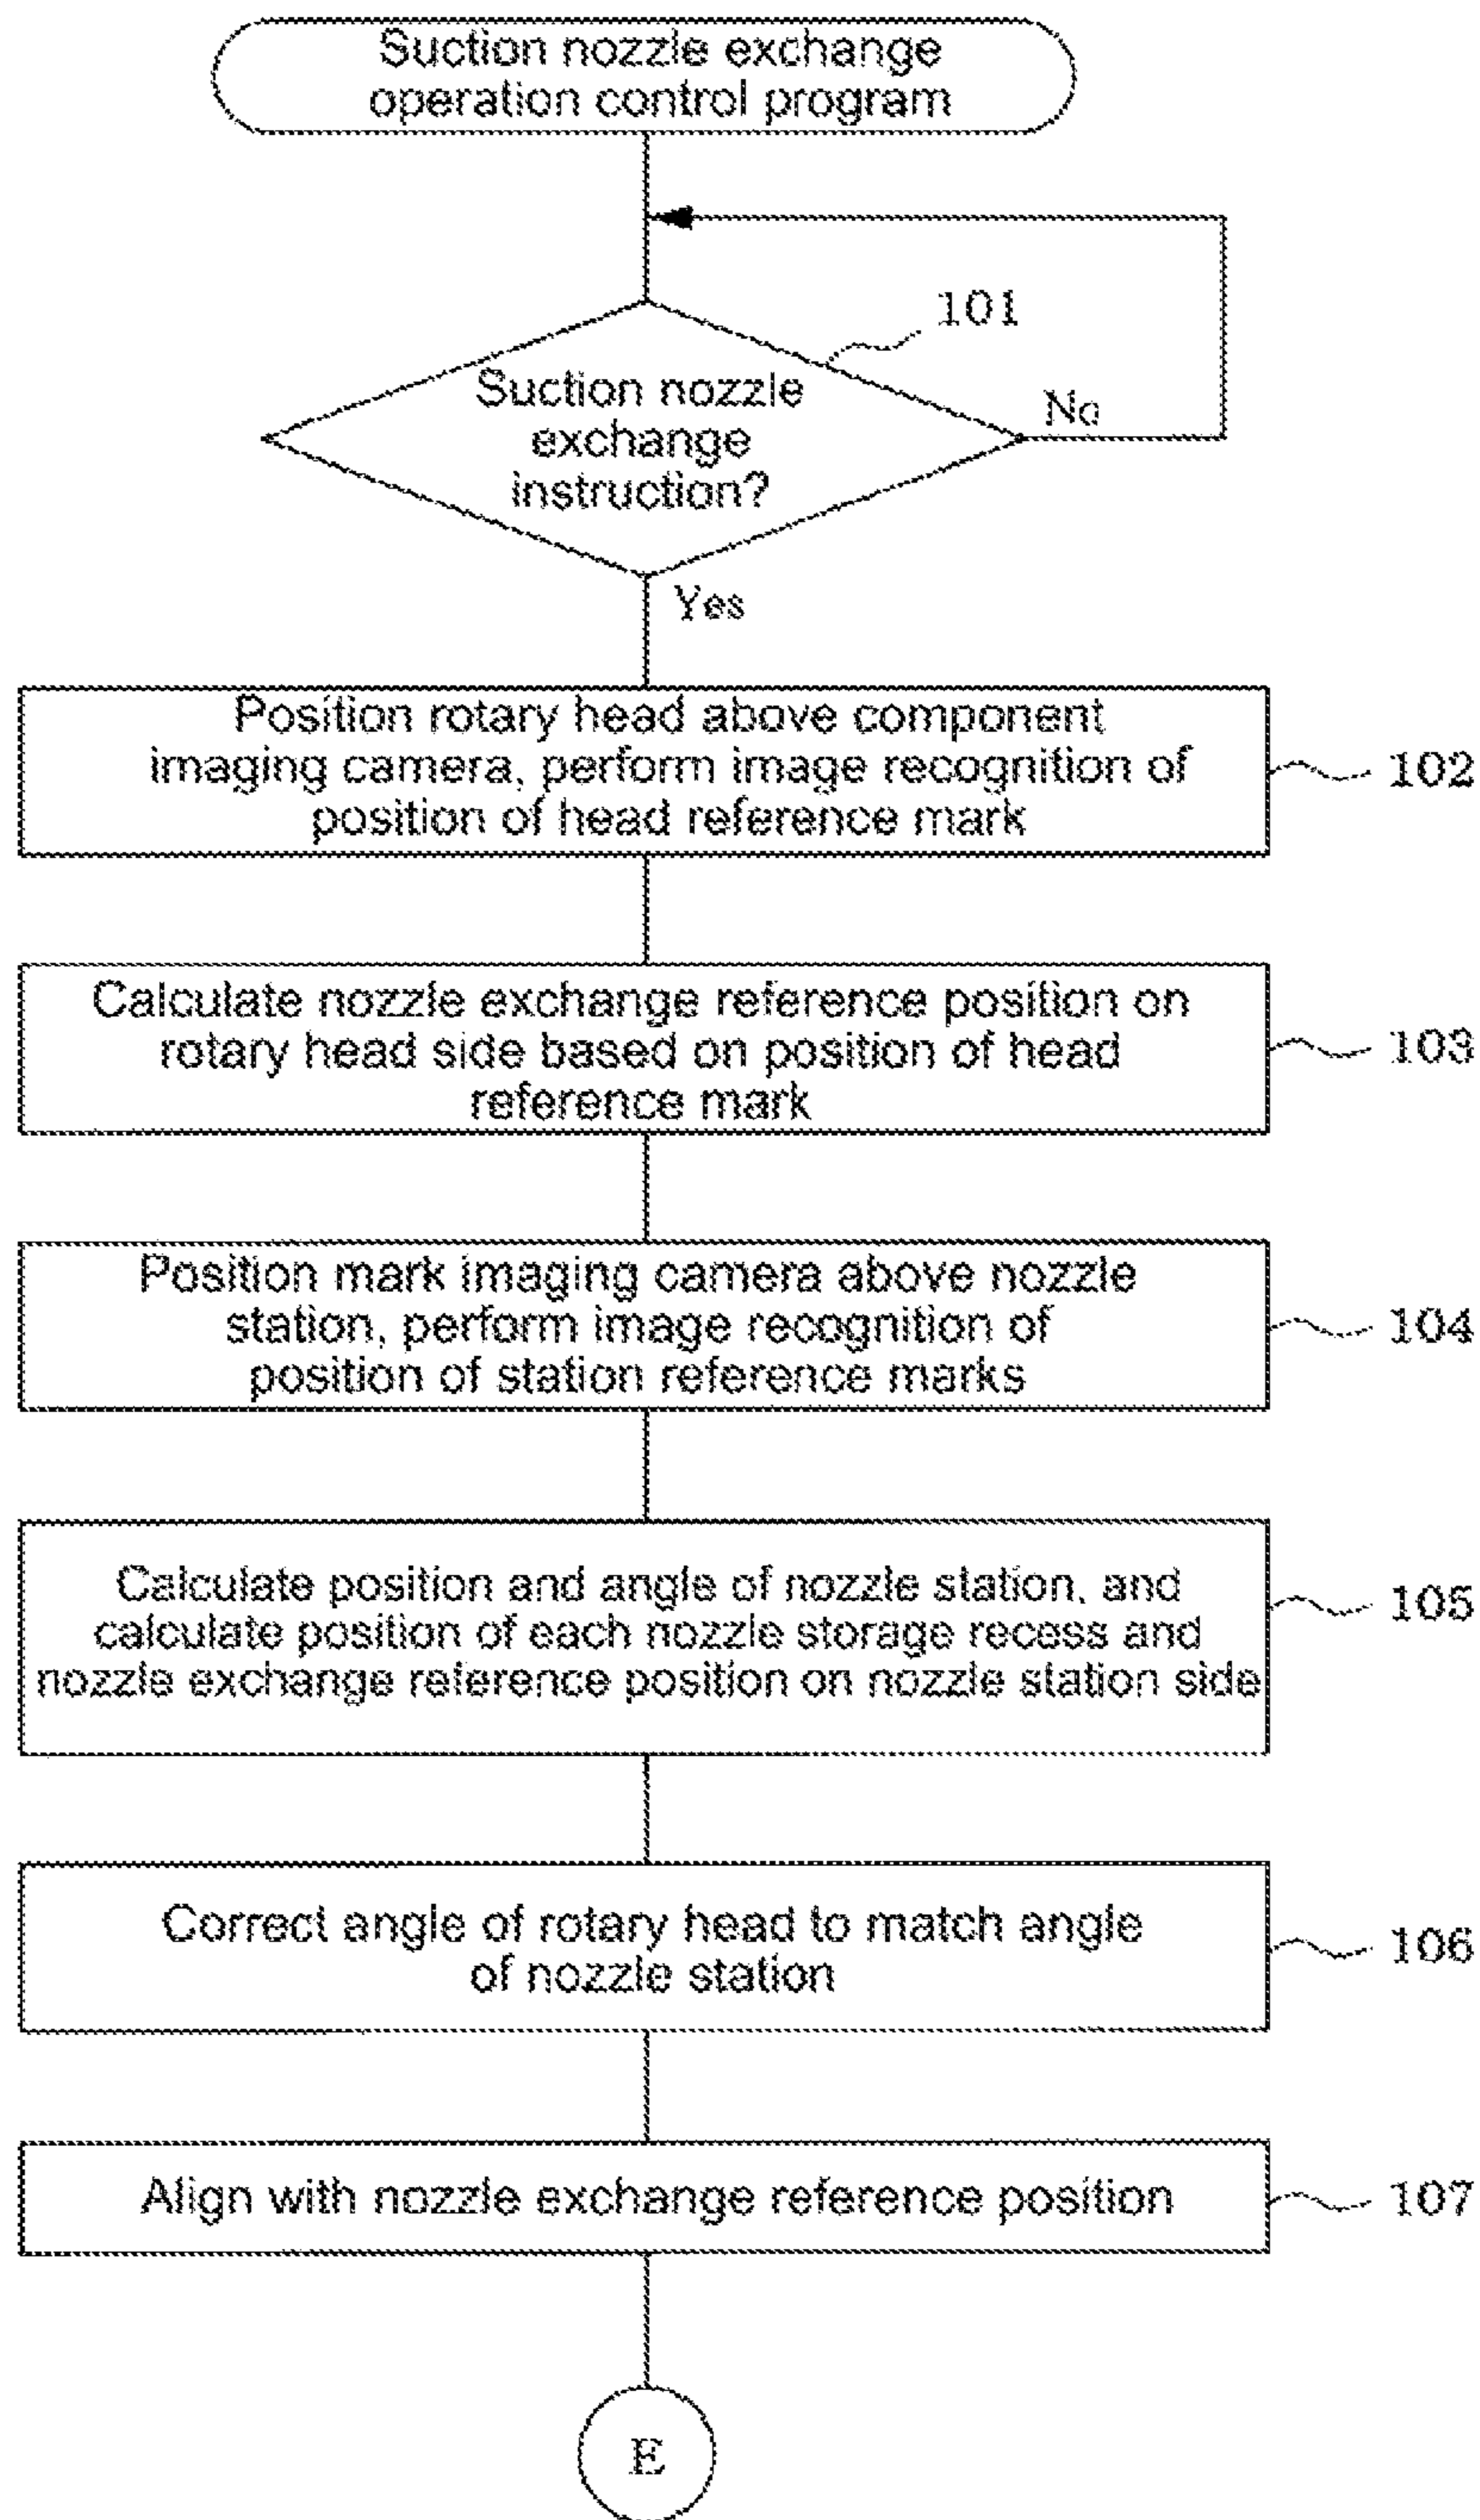 Suction nozzle exchange
operation control program
101
Suction nozzle
exchange
instruction?
No
Yes
Position rotary head above component
imaging camera, perform image recognition of
position of head reference mark
102
Calculate nozzle exchange reference position on
rotary head side based on position of head
reference mark
103
Position mark imaging camera above nozzle
station, perform image recognition of
position of station reference marks
104
Calculate position and angle of nozzle station, and
calculate position of each nozzle storage recess and
nozzle exchange reference position on nozzle station side
105
Correct angle of rotary head to match angle
of nozzle station
106
Align with nozzle exchange reference position
107
E